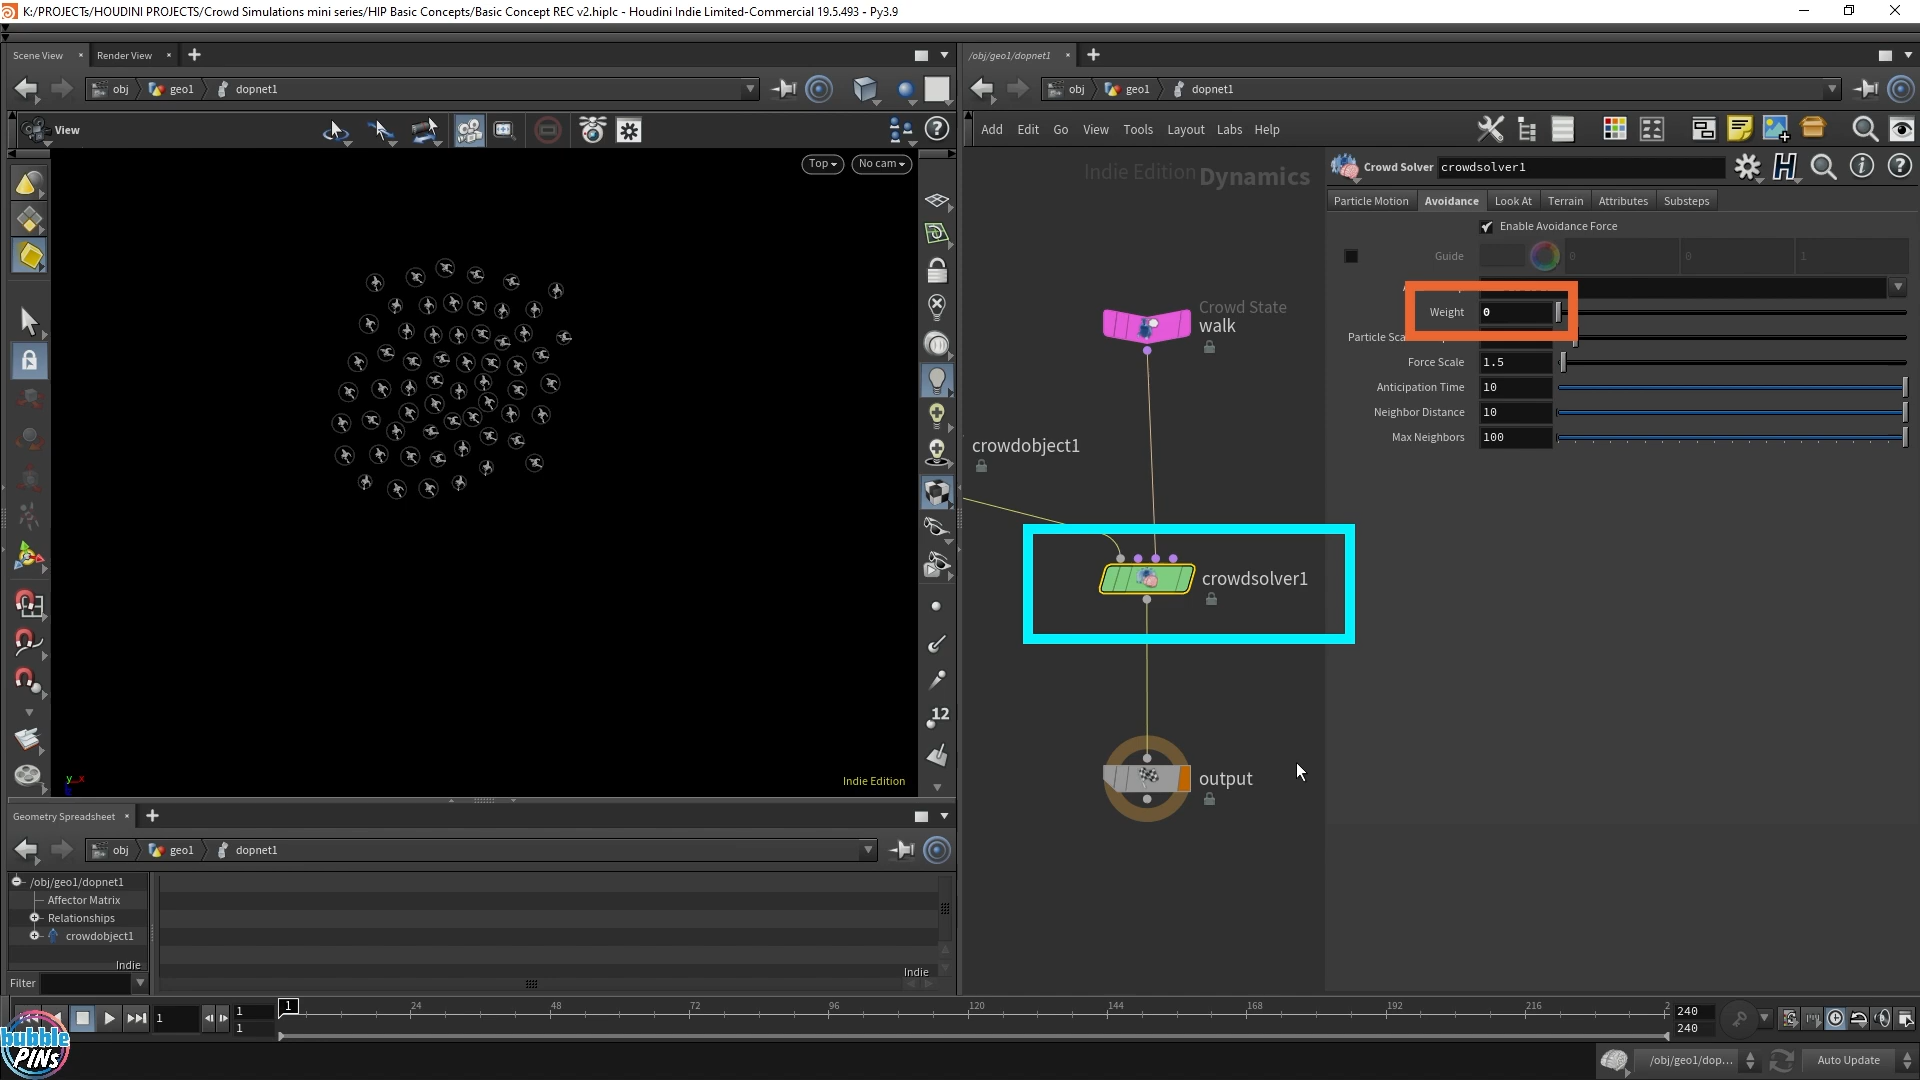 K:/PROJECTs/HOUDINI PROJECTS/Crowd Simulations mini series/HIP Basic Concepts/Basic Concept REC v2.hiplc - Houdini Indie Limited-Commercial 19.5.493 - Py3.9
Scene View
Render View
/obj/geo1/dopnet1
obj
geo1
dopnet1
obj
geo1
dopnet1
View
Add
Edit
Go
View
Tools
Layout
Labs
Help
Top
No cam
Indie Edition
Dynamics
Crowd Solver
crowdsolver1
Particle Motion
Avoidance
Look At
Terrain
Attributes
Substeps
Enable Avoidance Force
Guide
0
0
1
Weight
0
Particle Sca
Force Scale
1.5
Anticipation Time
10
Neighbor Distance
10
Max Neighbors
100
Crowd State
walk
crowdobject1
crowdsolver1
output
12
y
x
Indie Edition
Geometry Spreadsheet
obj
geo1
dopnet1
/obj/geo1/dopnet1
Affector Matrix
Relationships
crowdobject1
Indie
Indie
Filter
1
1
1
1
24
48
72
96
120
144
168
192
216
2
240
240
bubble
PINs
/obj/geo1/dop...
Auto Update